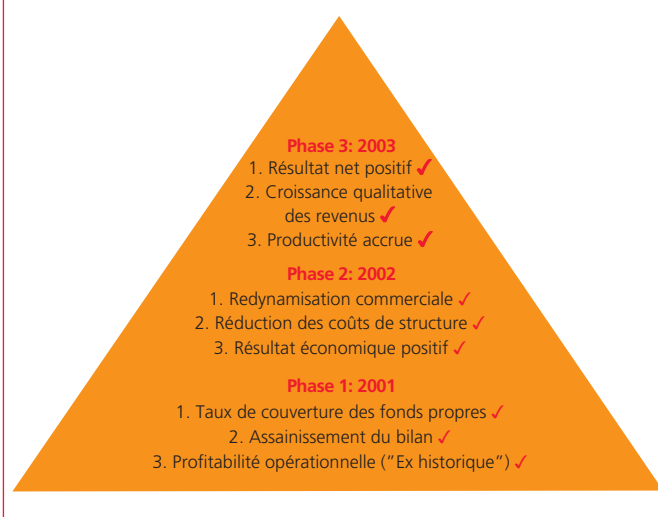 Phase 3: 2003
1. Résultat net positif ✓
2. Croissance qualitative
des revenus ✓
3. Productivité accrue ✓
Phase 2: 2002
1. Redynamisation commerciale ✓
2. Réduction des coûts de structure ✓
3. Résultat économique positif ✓
Phase 1: 2001
1. Taux de couverture des fonds propres ✓
2. Assainissement du bilan ✓
3. Profitabilité opérationnelle (”Ex historique”) ✓